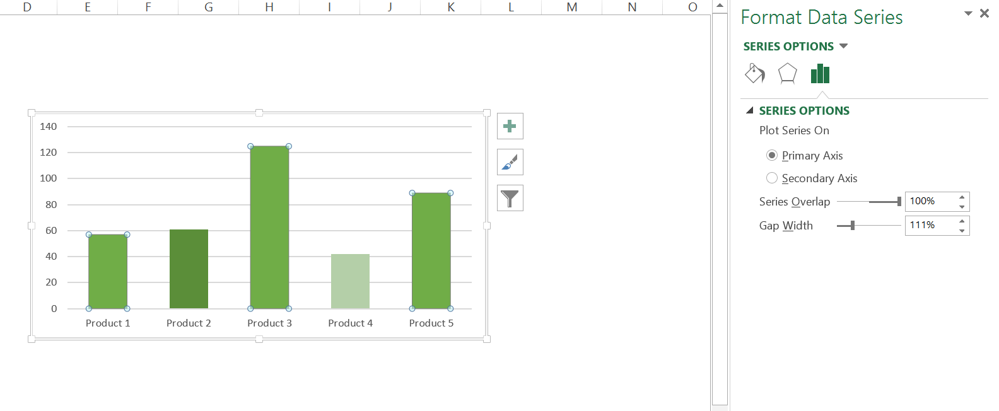 D E F G H I J K L M N O
Format Data Series
SERIES OPTIONS
SERIES OPTIONS
Plot Series On
Primary Axis
Secondary Axis
Series Overlap 100%
Gap Width 111%
140
120
100
80
60
40
20
0
Product 1 Product 2 Product 3 Product 4 Product 5